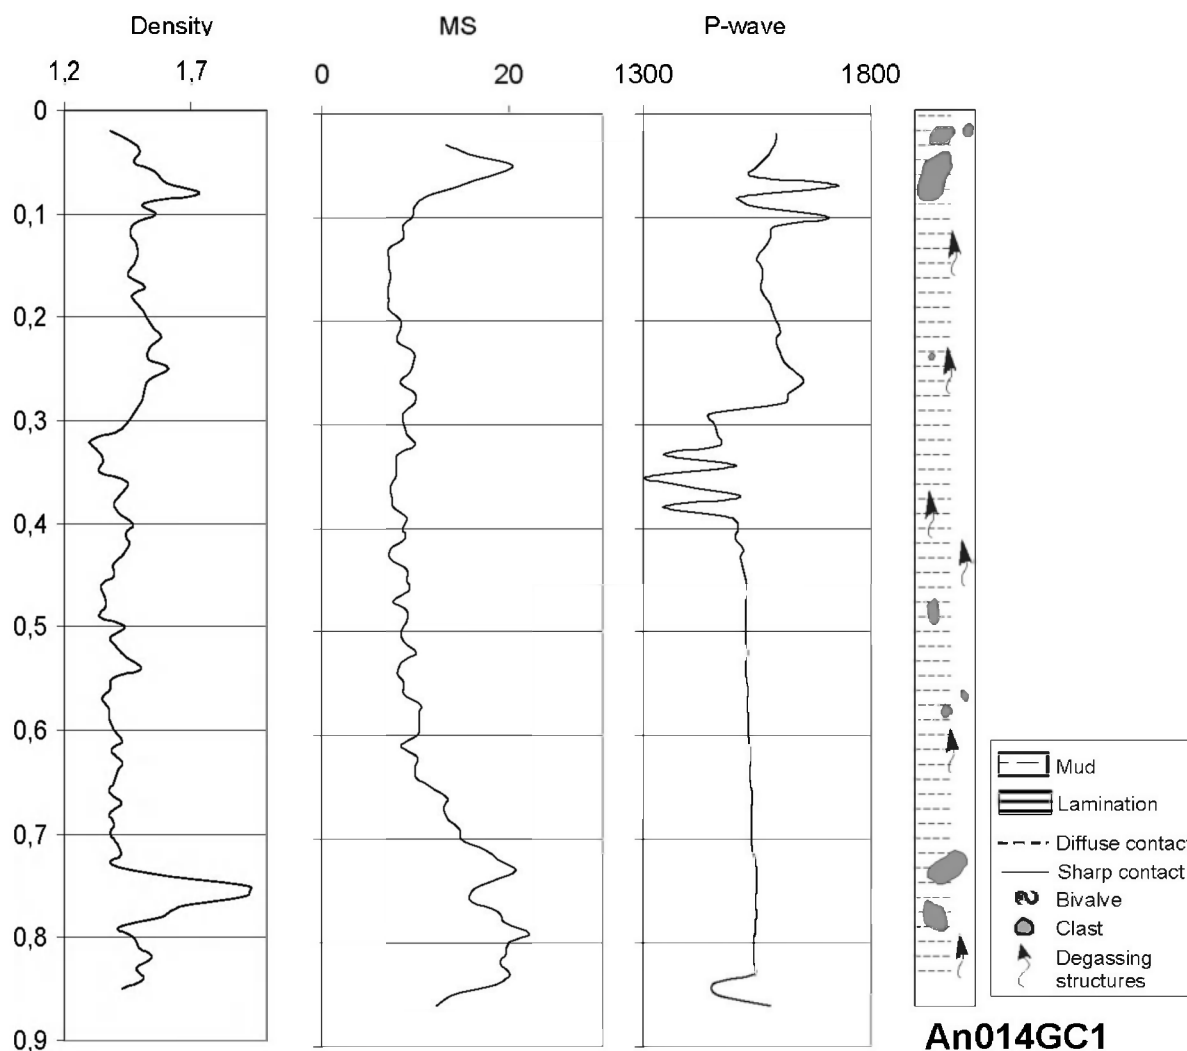 Density MS P-wave
1,2 1,7 0 20 1300 1800
0
0,1
0,2
0,3
0,4
0,5
0,6
0,7
0,8
0,9
Mud
Lamination
Diffuse contact
Sharp contact
Bivalve
Clast
Degassing
structures
An014GC1